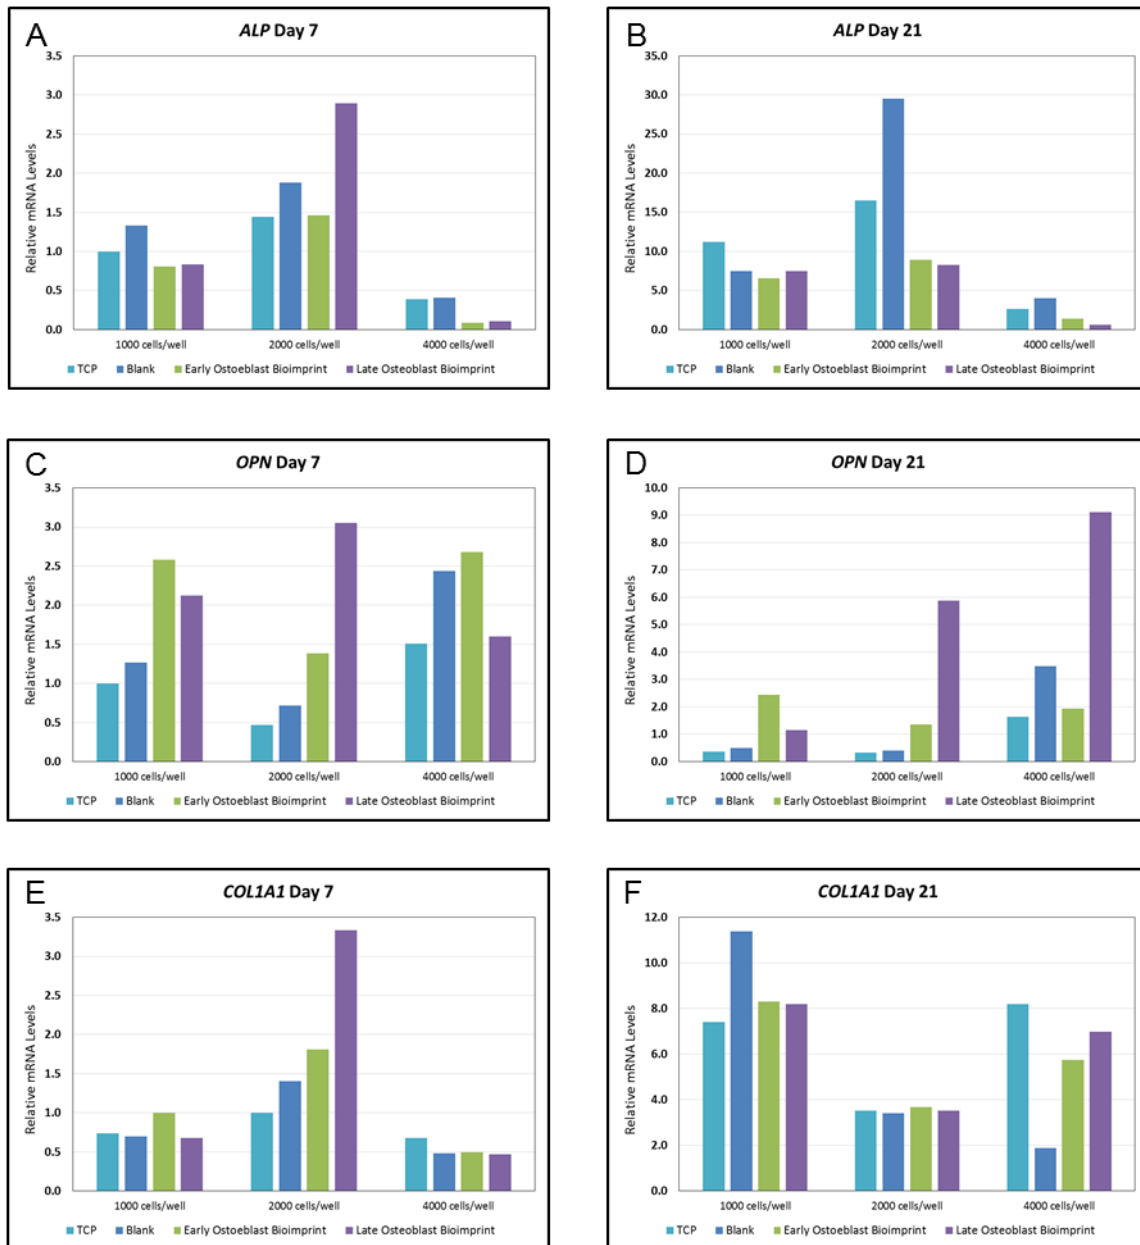 A
ALP Day 7
Relative mRNA Levels
3.5
3.0
2.5
2.0
1.5
1.0
0.5
0.0
1000 cells/well 2000 cells/well 4000 cells/well
TCP Blank Early Ostoeblast Bioimprint Late Osteoblast Bioimprint
B
ALP Day 21
Relative mRNA Levels
35.0
30.0
25.0
20.0
15.0
10.0
5.0
0.0
1000 cells/well 2000 cells/well 4000 cells/well
TCP Blank Early Ostoeblast Bioimprint Late Osteoblast Bioimprint
C
OPN Day 7
Relative mRNA Levels
3.5
3.0
2.5
2.0
1.5
1.0
0.5
0.0
1000 cells/well 2000 cells/well 4000 cells/well
TCP Blank Early Ostoeblast Bioimprint Late Osteoblast Bioimprint
D
OPN Day 21
Relative mRNA Levels
10.0
9.0
8.0
7.0
6.0
5.0
4.0
3.0
2.0
1.0
0.0
1000 cells/well 2000 cells/well 4000 cells/well
TCP Blank Early Ostoeblast Bioimprint Late Osteoblast Bioimprint
E
COL1A1 Day 7
Relative mRNA Levels
3.5
3.0
2.5
2.0
1.5
1.0
0.5
0.0
1000 cells/well 2000 cells/well 4000 cells/well
TCP Blank Early Ostoeblast Bioimprint Late Osteoblast Bioimprint
F
COL1A1 Day 21
Relative mRNA Levels
12.0
10.0
8.0
6.0
4.0
2.0
0.0
1000 cells/well 2000 cells/well 4000 cells/well
TCP Blank Early Ostoeblast Bioimprint Late Osteoblast Bioimprint